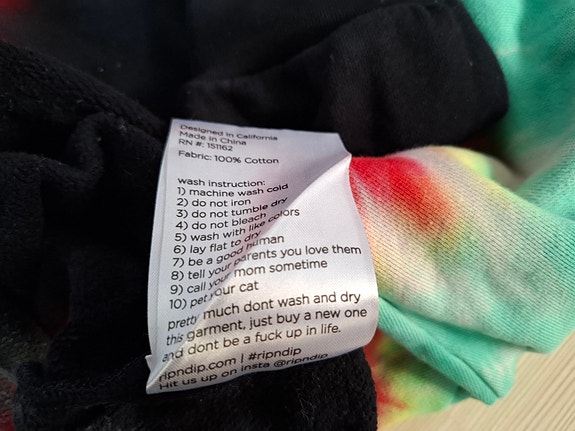 Designed in California
Made in China
RN #: 151162
Fabric: 100% Cotton
wash instruction:
1) machine wash cold
2) do not iron
3) do not tumble dry
4) do not bleach
5) wash with like colors
6) lay flat to dry
7) be a good human
8) tell your parents you love them
9) call your mom sometime
10) pet your cat
pretty much dont wash and dry
this garment, just buy a new one
and dont be a fuck up in life.
ripndip.com | #ripndip
Hit us up on insta @ripndip